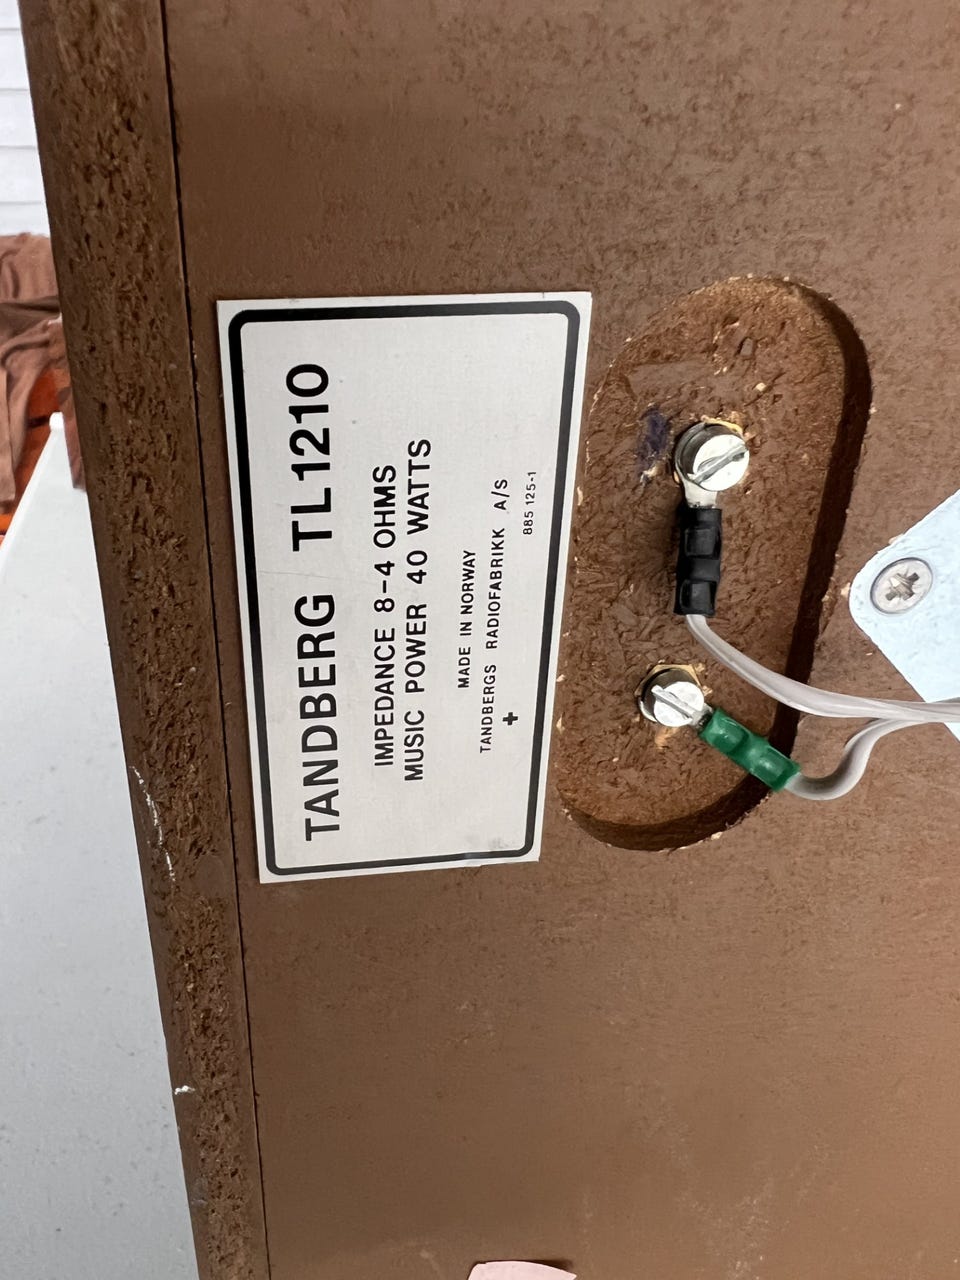 TANDBERG TL1210
IMPEDANCE 8-4 OHMS
MUSIC POWER 40 WATTS
MADE IN NORWAY
TANDBERGS RADIOFABRIKK A/S
+
885 125-1